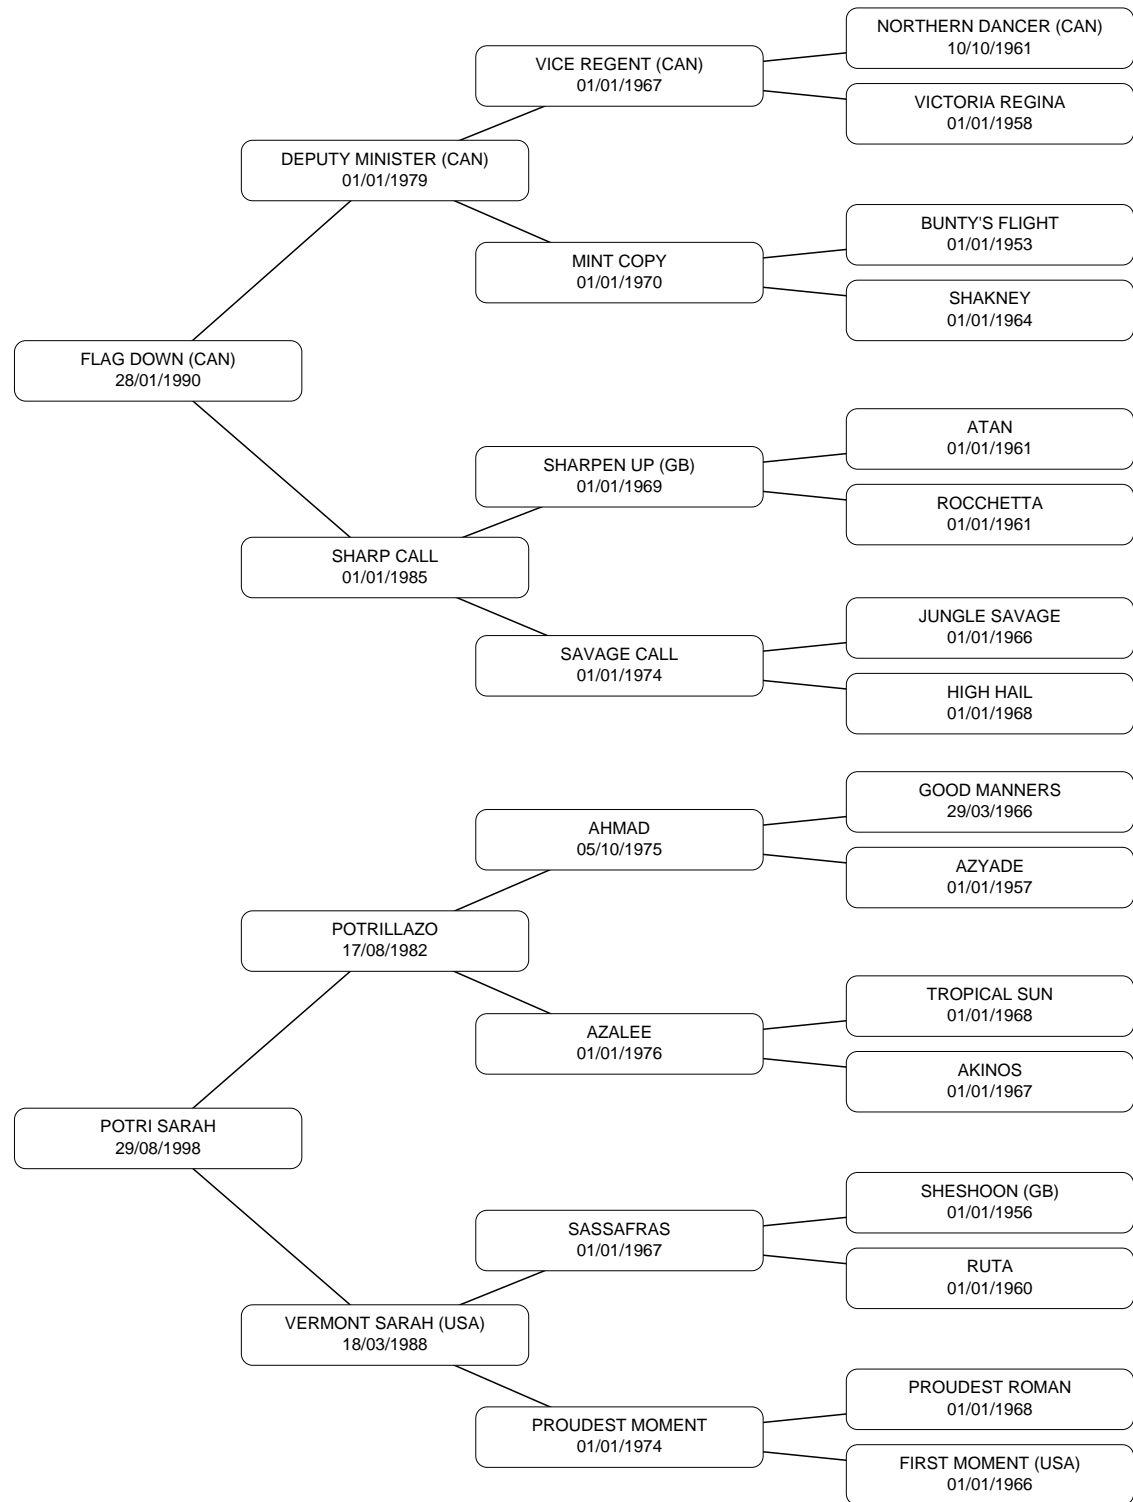 NORTHERN DANCER (CAN)
10/10/1961
VICE REGENT (CAN)
01/01/1967
VICTORIA REGINA
01/01/1958
DEPUTY MINISTER (CAN)
01/01/1979
BUNTY'S FLIGHT
01/01/1953
MINT COPY
01/01/1970
SHAKNEY
01/01/1964
FLAG DOWN (CAN)
28/01/1990
ATAN
01/01/1961
SHARPEN UP (GB)
01/01/1969
ROCCHETTA
01/01/1961
SHARP CALL
01/01/1985
JUNGLE SAVAGE
01/01/1966
SAVAGE CALL
01/01/1974
HIGH HAIL
01/01/1968
GOOD MANNERS
29/03/1966
AHMAD
05/10/1975
AZYADE
01/01/1957
POTRILLAZO
17/08/1982
TROPICAL SUN
01/01/1968
AZALEE
01/01/1976
AKINOS
01/01/1967
POTRI SARAH
29/08/1998
SHESHOON (GB)
01/01/1956
SASSAFRAS
01/01/1967
RUTA
01/01/1960
VERMONT SARAH (USA)
18/03/1988
PROUDEST ROMAN
01/01/1968
PROUDEST MOMENT
01/01/1974
FIRST MOMENT (USA)
01/01/1966